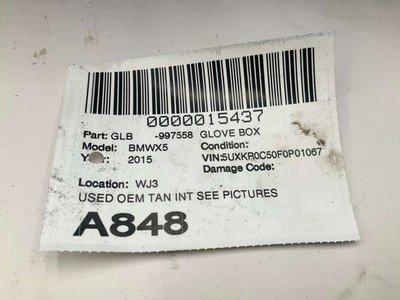 0000015437
Part: GLB -997558 GLOVE BOX
Model: BMWX5 Condition:
Year: 2015 VIN:5UXKR0C50F0P01067
Damage Code:
Location: WJ3
USED OEM TAN INT SEE PICTURES
A848